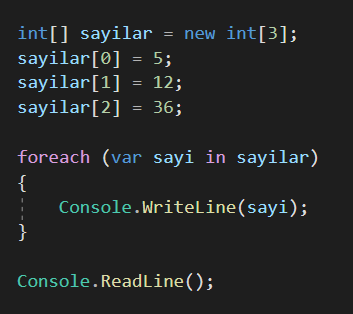 int[] sayilar = new int[3];
sayilar[0] = 5;
sayilar[1] = 12;
sayilar[2] = 36;

foreach (var sayi in sayilar)
{
    Console.WriteLine(sayi);
}

Console.ReadLine();